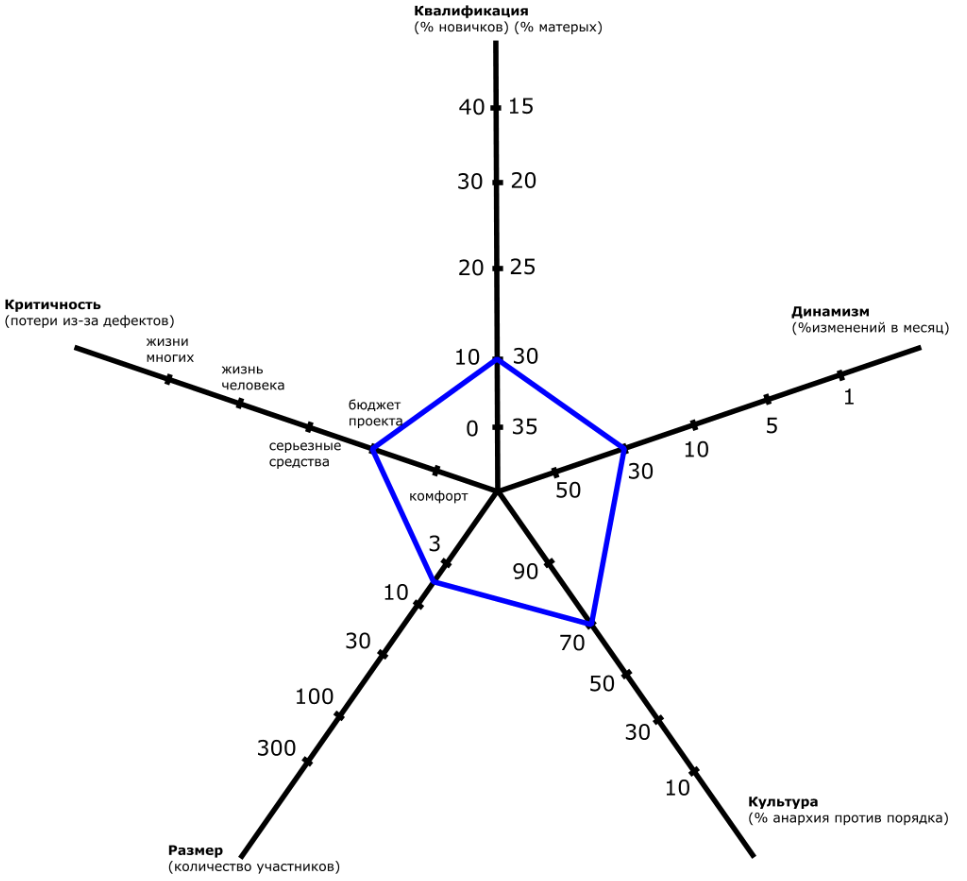 Квалификация
(% новичков) (% матерых)
40 15
30 20
20 25
10 30
0 35
Критичность
(потери из-за дефектов)
жизни
многих
жизнь
человека
серьезные
средства
бюджет
проекта
комфорт
Динамизм
(%изменений в месяц)
1
5
10
30
50
3
10
30
100
300
Размер
(количество участников)
90
70
50
30
10
Культура
(% анархия против порядка)